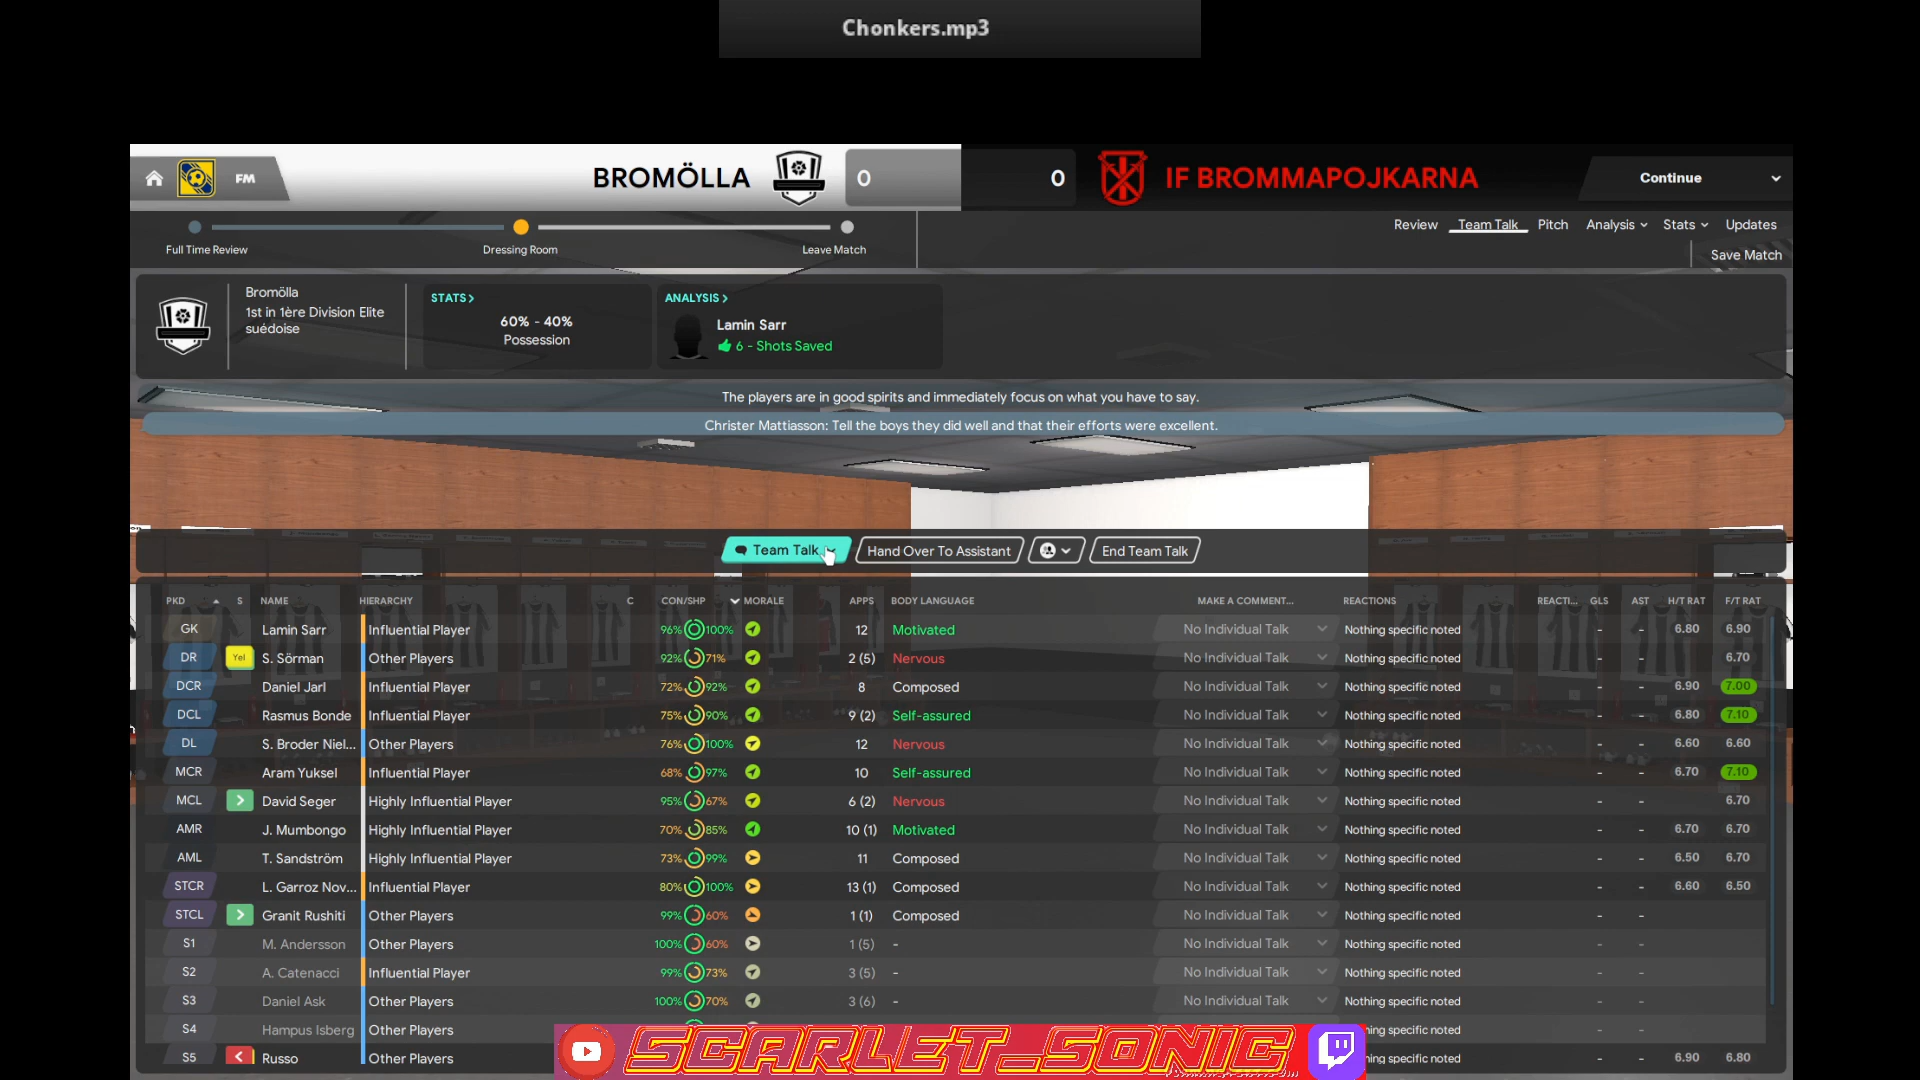 Chonkers.mp3
FM
BROMÖLLA
0
0
IF BROMMAPOJKARNA
Continue
Full Time Review
Dressing Room
Leave Match
Review
Team Talk
Pitch
Analysis
Stats
Updates
Save Match
Bromölla
1st in 1ère Division Elite
suédoise
STATS
60% - 40%
Possession
ANALYSIS
Lamin Sarr
6 - Shots Saved
The players are in good spirits and immediately focus on what you have to say.
Christer Mattiasson: Tell the boys they did well and that their efforts were excellent.
Team Talk
Hand Over To Assistant
End Team Talk
PKD S NAME HIERARCHY C CON/SHP MORALE APPS BODY LANGUAGE MAKE A COMMENT... REACTIONS REACTI... GLS AST H/T RAT F/T RAT
GK Lamin Sarr Influential Player 96% 100% 12 Motivated No Individual Talk Nothing specific noted - - 6.80 6.90
DR Yel S. Sörman Other Players 92% 71% 2 (5) Nervous No Individual Talk Nothing specific noted - - 6.70
DCR Daniel Jarl Influential Player 72% 92% 8 Composed No Individual Talk Nothing specific noted - - 6.90 7.00
DCL Rasmus Bonde Influential Player 75% 90% 9 (2) Self-assured No Individual Talk Nothing specific noted - - 6.80 7.10
DL S. Broder Niel... Other Players 76% 100% 12 Nervous No Individual Talk Nothing specific noted - - 6.60 6.60
MCR Aram Yuksel Influential Player 68% 97% 10 Self-assured No Individual Talk Nothing specific noted - - 6.70 7.10
MCL David Seger Highly Influential Player 95% 67% 6 (2) Nervous No Individual Talk Nothing specific noted - - 6.70
AMR J. Mumbongo Highly Influential Player 70% 85% 10 (1) Motivated No Individual Talk Nothing specific noted - - 6.70 6.70
AML T. Sandström Highly Influential Player 73% 99% 11 Composed No Individual Talk Nothing specific noted - - 6.50 6.70
STCR L. Garroz Nov... Influential Player 80% 100% 13 (1) Composed No Individual Talk Nothing specific noted - - 6.60 6.50
STCL Granit Rushiti Other Players 99% 60% 1 (1) Composed No Individual Talk Nothing specific noted - -
S1 M. Andersson Other Players 100% 60% 1 (5) - No Individual Talk Nothing specific noted - -
S2 A. Catenacci Influential Player 99% 73% 3 (5) - No Individual Talk Nothing specific noted - -
S3 Daniel Ask Other Players 100% 70% 3 (6) - No Individual Talk Nothing specific noted - -
S4 Hampus Isberg Other Players specific noted - -
S5 Russo Other Players specific noted - - 6.90 6.80
SCARLET_SONIC